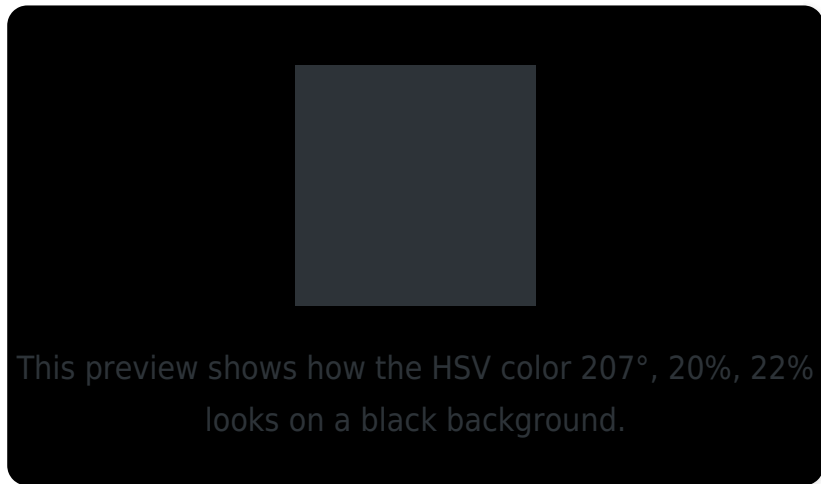 This preview shows how the HSV color 207°, 20%, 22%
looks on a black background.